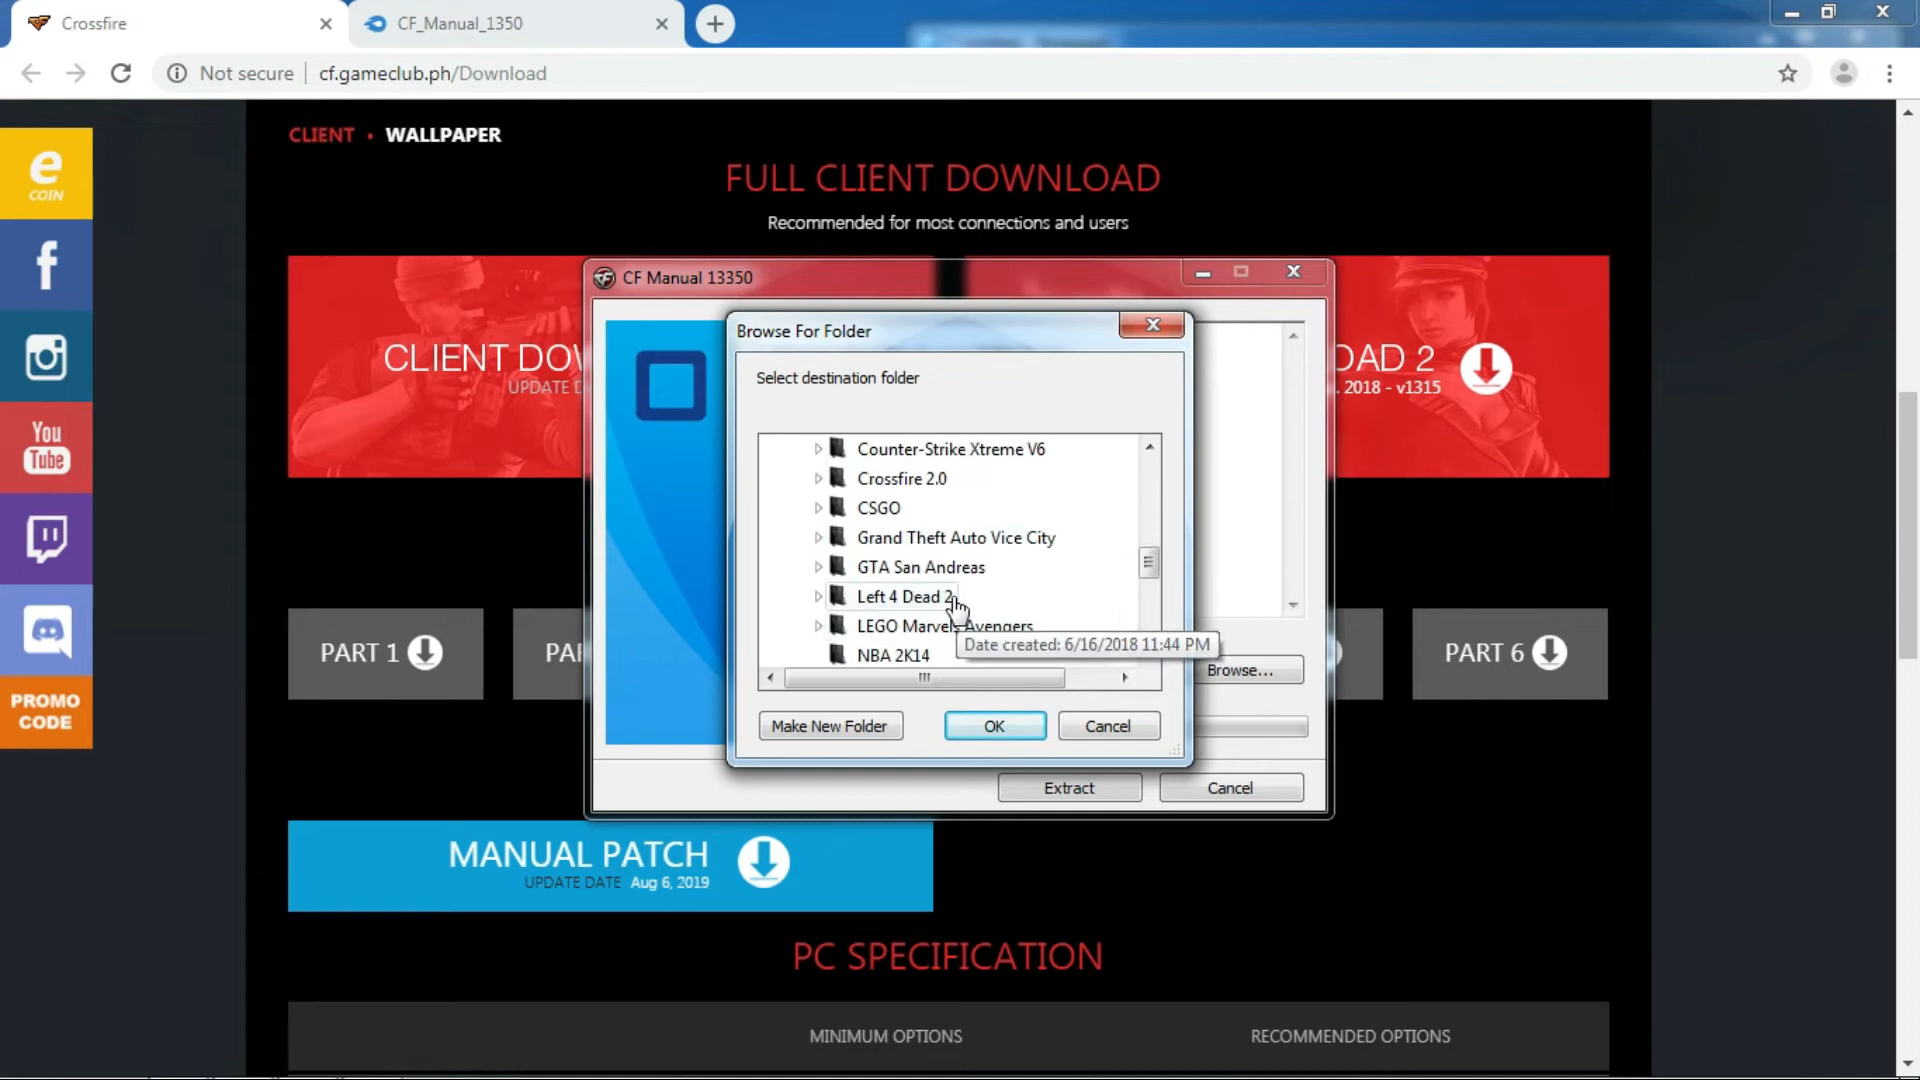 Crossfire
CF_Manual_1350
Not secure
cf.gameclub.ph/Download
CLIENT • WALLPAPER
FULL CLIENT DOWNLOAD
Recommended for most connections and users
e
COIN
f
You
Tube
PROMO
CODE
CF Manual 13350
Browse For Folder
Select destination folder
Counter-Strike Xtreme V6
Crossfire 2.0
CSGO
Grand Theft Auto Vice City
GTA San Andreas
Left 4 Dead 2
LEGO Marvels Avengers
Date created: 6/16/2018 11:44 PM
NBA 2K14
Make New Folder
OK
Cancel
Browse...
Extract
Cancel
CLIENT
UPDATE
2
2018 - v1315
PART 1
PART 6
MANUAL PATCH
UPDATE DATE Aug 6, 2019
PC SPECIFICATION
MINIMUM OPTIONS
RECOMMENDED OPTIONS